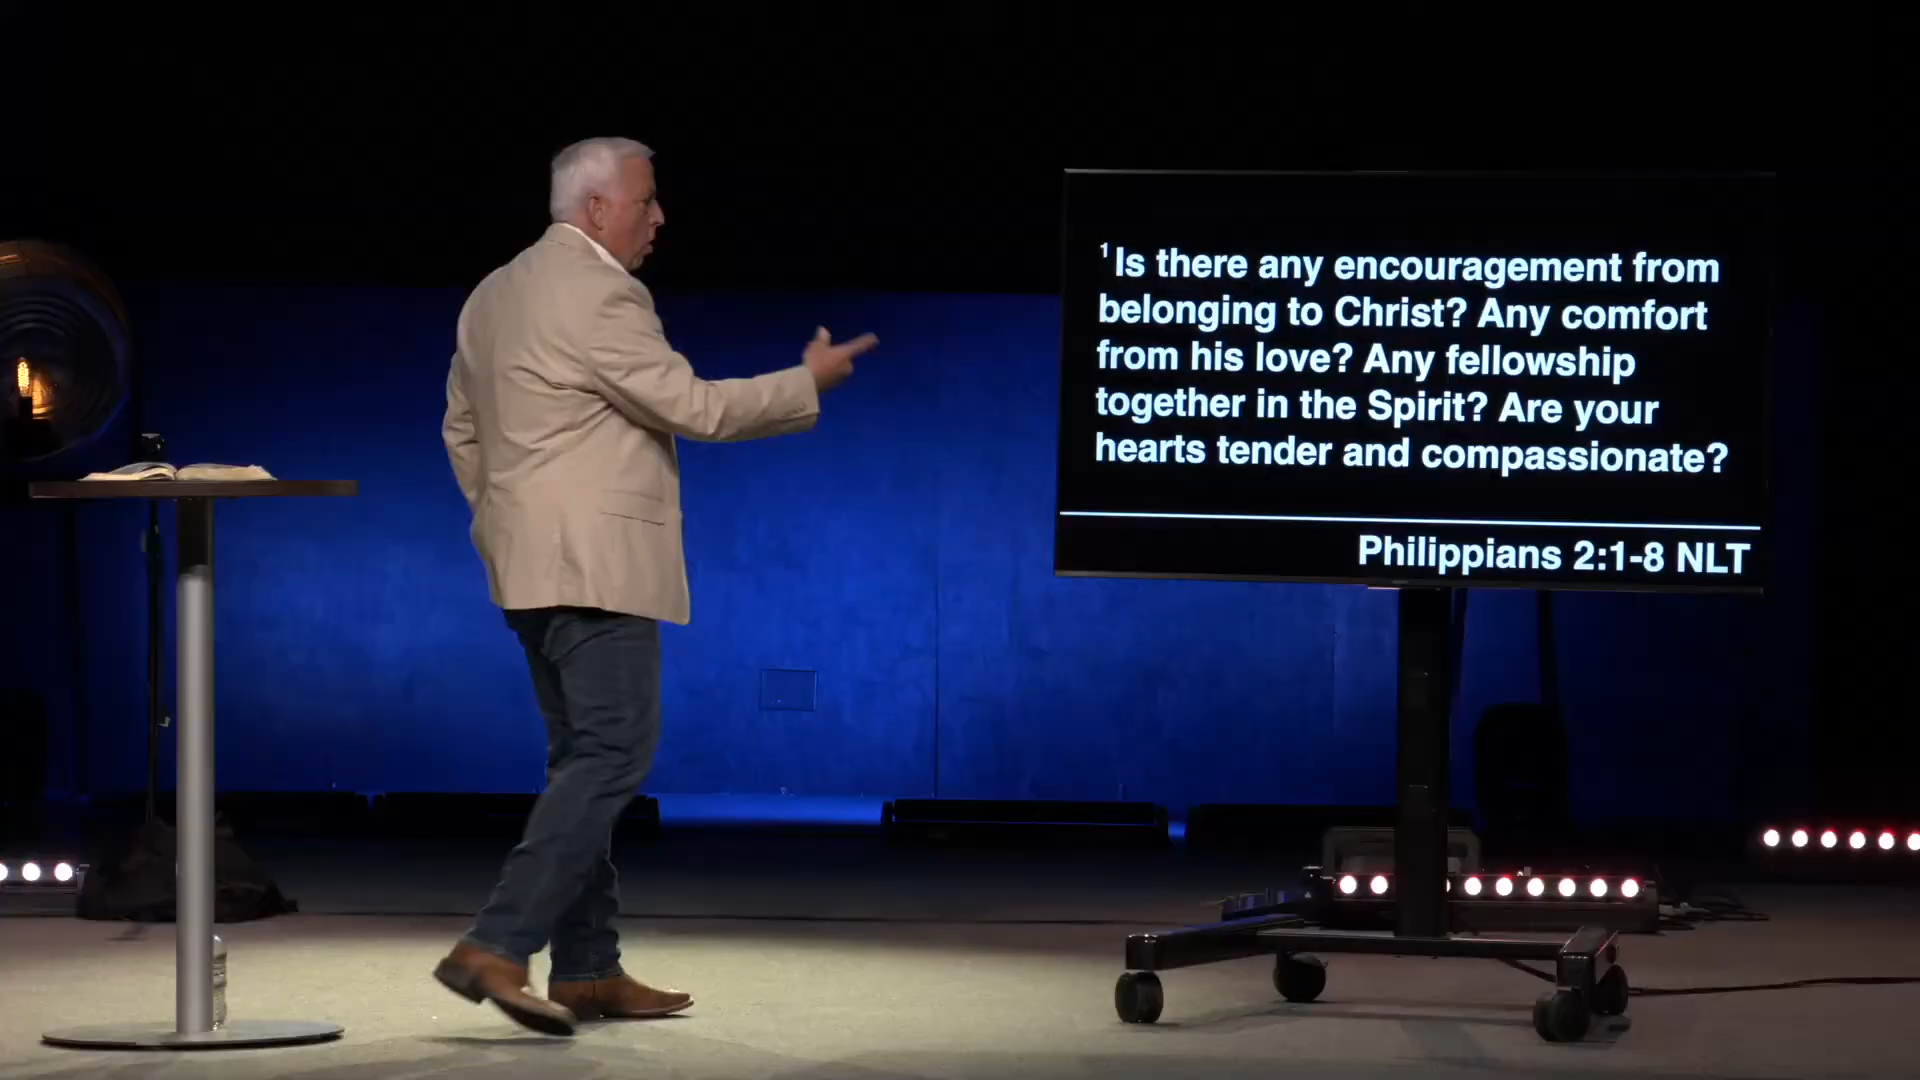 ¹Is there any encouragement from
belonging to Christ? Any comfort
from his love? Any fellowship
together in the Spirit? Are your
hearts tender and compassionate?
Philippians 2:1-8 NLT